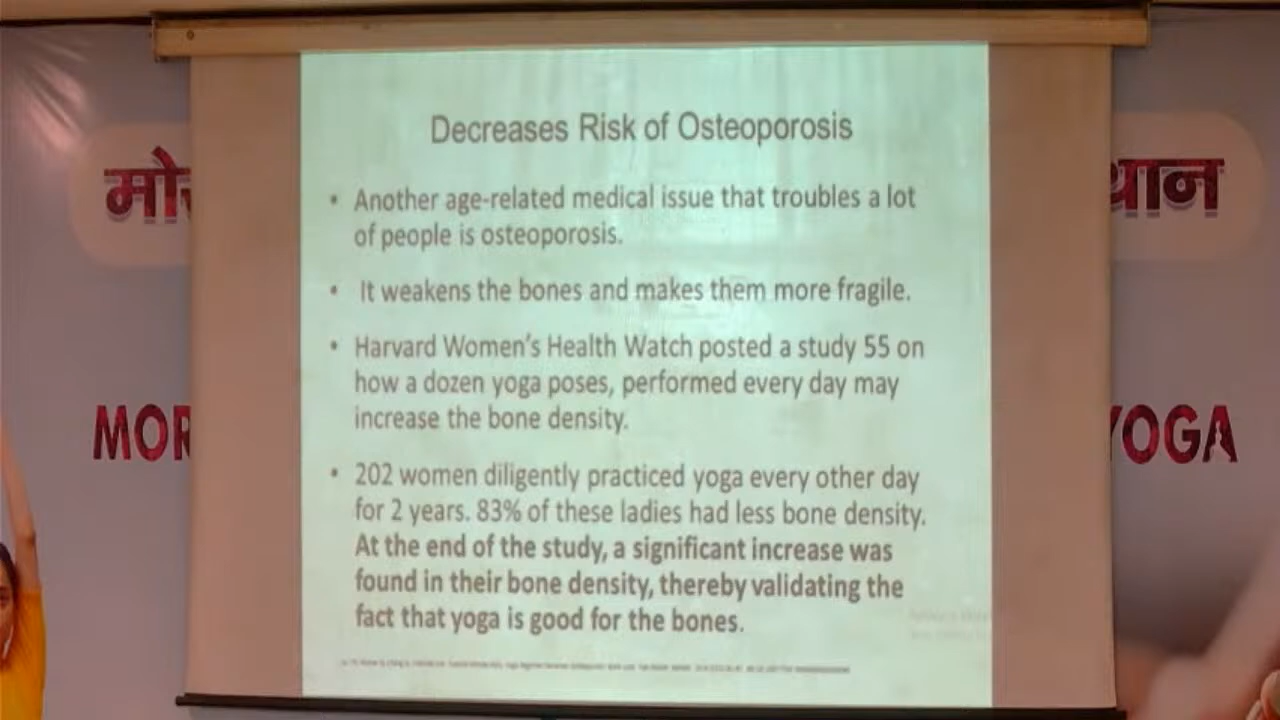 Decreases Risk of Osteoporosis
• Another age-related medical issue that troubles a lot
of people is osteoporosis.
• It weakens the bones and makes them more fragile.
• Harvard Women's Health Watch posted a study 55 on
how a dozen yoga poses, performed every day may
increase the bone density.
• 202 women diligently practiced yoga every other day
for 2 years. 83% of these ladies had less bone density.
At the end of the study, a significant increase was
found in their bone density, thereby validating the
fact that yoga is good for the bones.
मो
थान
MOR
YOGA